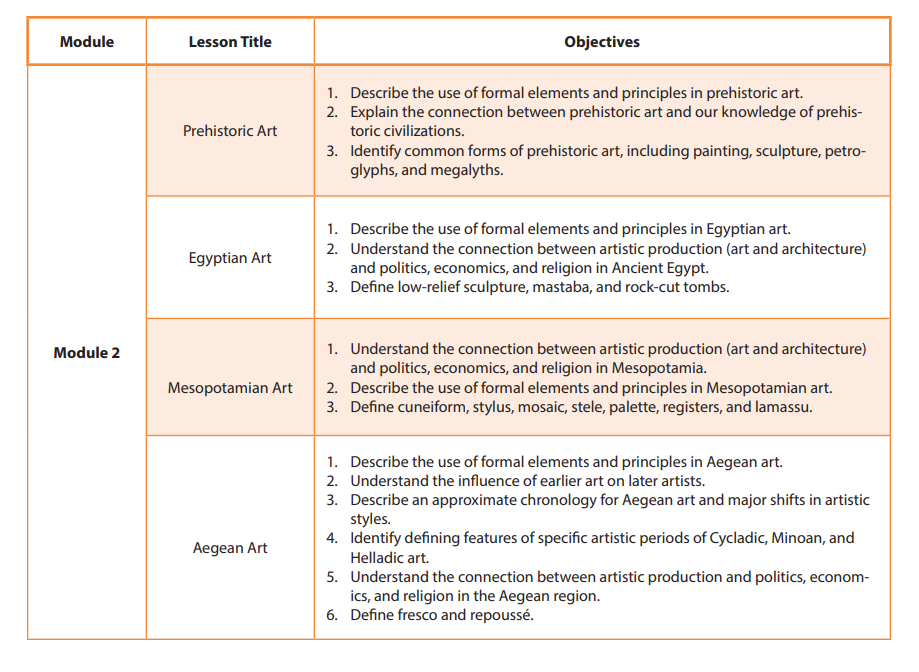 Module
Lesson Title
Objectives
Module 2
Prehistoric Art
1. Describe the use of formal elements and principles in prehistoric art.
2. Explain the connection between prehistoric art and our knowledge of prehis-
toric civilizations.
3. Identify common forms of prehistoric art, including painting, sculpture, petro-
glyphs, and megalyths.
Egyptian Art
1. Describe the use of formal elements and principles in Egyptian art.
2. Understand the connection between artistic production (art and architecture)
and politics, economics, and religion in Ancient Egypt.
3. Define low-relief sculpture, mastaba, and rock-cut tombs.
Mesopotamian Art
1. Understand the connection between artistic production (art and architecture)
and politics, economics, and religion in Mesopotamia.
2. Describe the use of formal elements and principles in Mesopotamian art.
3. Define cuneiform, stylus, mosaic, stele, palette, registers, and lamassu.
Aegean Art
1. Describe the use of formal elements and principles in Aegean art.
2. Understand the influence of earlier art on later artists.
3. Describe an approximate chronology for Aegean art and major shifts in artistic
styles.
4. Identify defining features of specific artistic periods of Cycladic, Minoan, and
Helladic art.
5. Understand the connection between artistic production and politics, econom-
ics, and religion in the Aegean region.
6. Define fresco and repoussé.